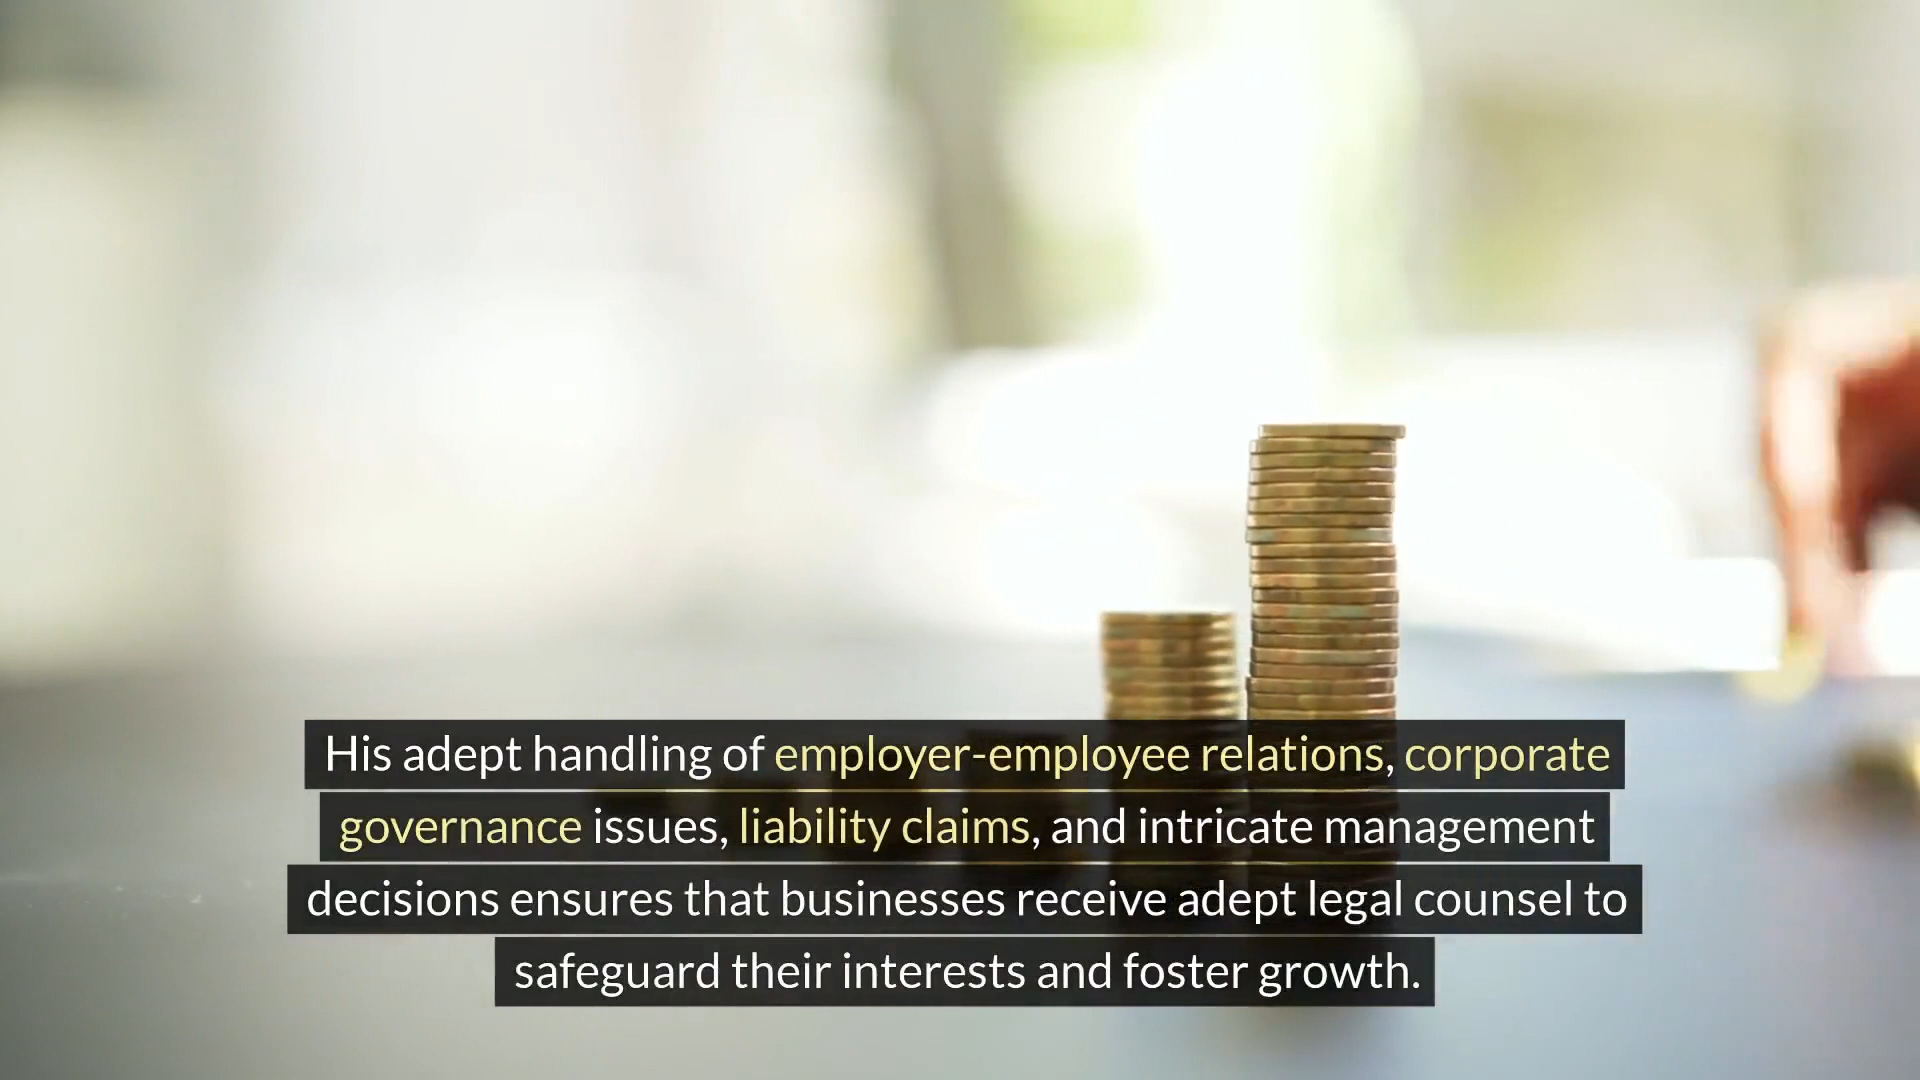 His adept handling of employer-employee relations, corporate
governance issues, liability claims, and intricate management
decisions ensures that businesses receive adept legal counsel to
safeguard their interests and foster growth.